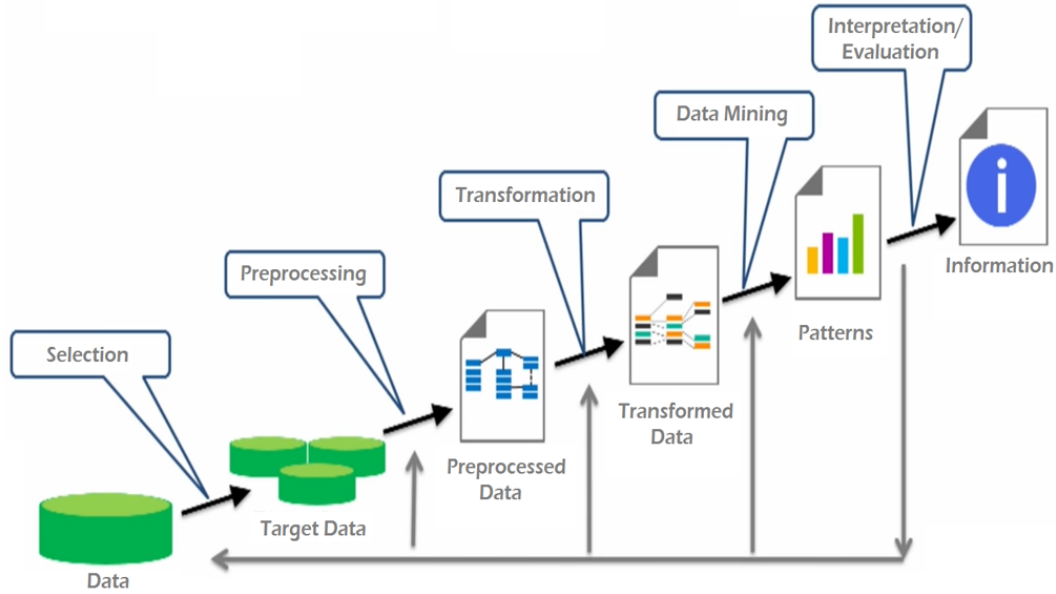 Interpretation/
Evaluation
Data Mining
Transformation
Preprocessing
Selection
Data
Target Data
Preprocessed
Data
Transformed
Data
Patterns
i
Information